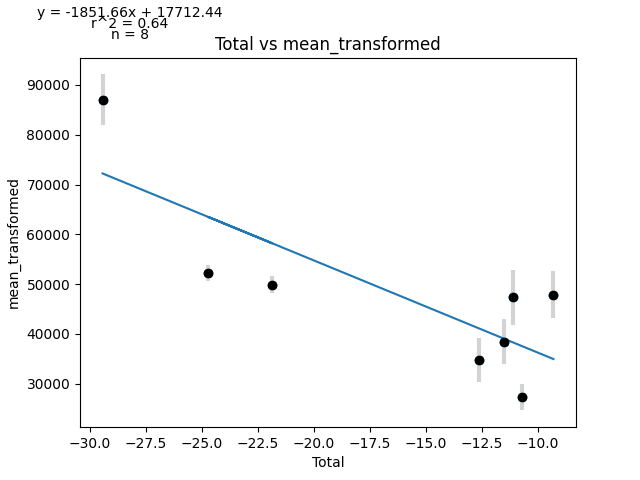 y = -1851.66x + 17712.44
r^2 = 0.64
n = 8
Total vs mean_transformed
90000
80000
70000
60000
50000
40000
30000
mean_transformed
−30.0 −27.5 −25.0 −22.5 −20.0 −17.5 −15.0 −12.5 −10.0
Total